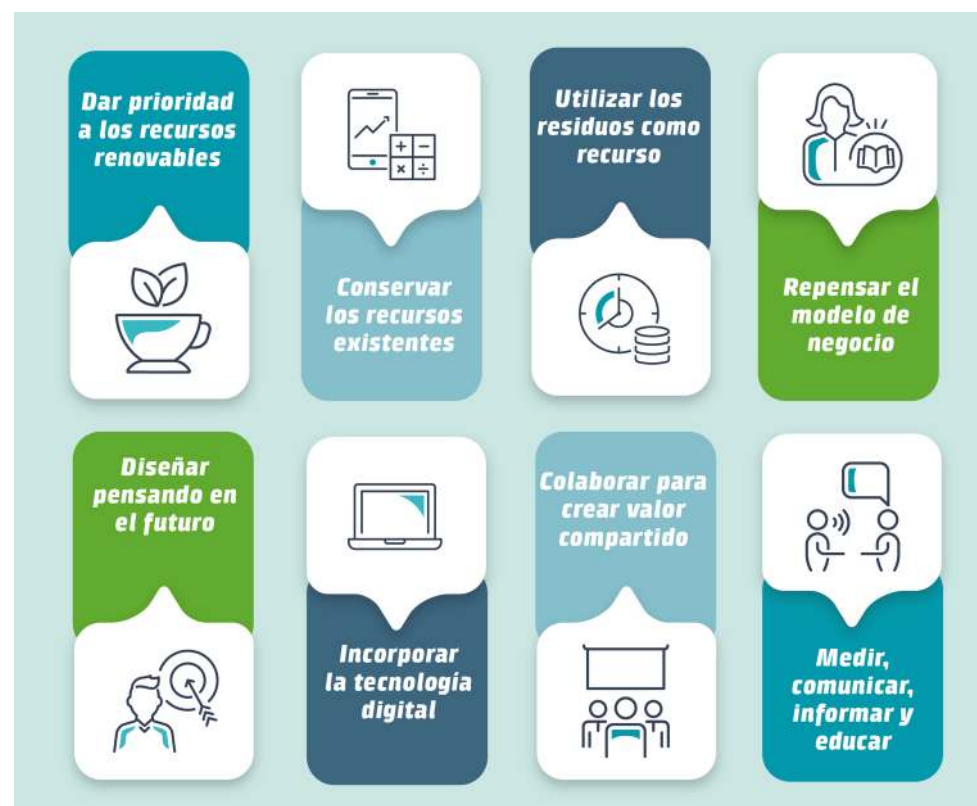 Dar prioridad
a los recursos
renovables
Conservar
los recursos
existentes
Utilizar los
residuos como
recurso
Repensar el
modelo de
negocio
Diseñar
pensando en
el futuro
Incorporar
la tecnología
digital
Colaborar para
crear valor
compartido
Medir,
comunicar,
informar y
educar